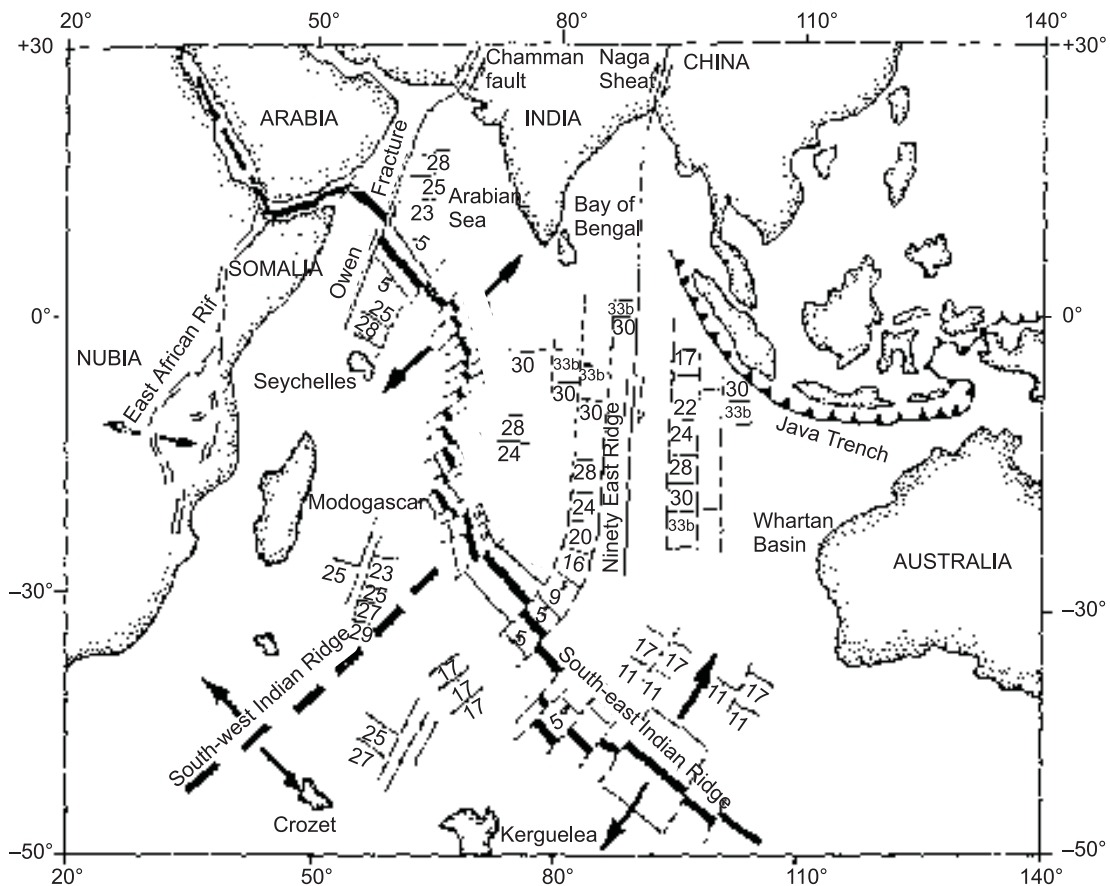 20° 50° 80° 110° 140°
+30 +30
Chamman
fault
Naga
Sheat
CHINA
ARABIA
INDIA
Fracture
28
25
23
Arabian
Sea
Bay of
Bengal
5
SOMALIA
Owen
5
25
28
0° 0°
33b
30
East African Rif
NUBIA
Seychelles
30
33b
33b
30
30
17
30
33b
22
24
28
30
33b
Java Trench
28
24
28
24
20
16
9
5
5
Ninety East Ridge
Modogascar
Whartan
Basin
AUSTRALIA
25
23
25
27
29
–30° –30°
South-west Indian Ridge
17
17
17
South-east Indian Ridge
17
17
11
11
11
17
11
5
25
27
Crozet
Kerguelea
–50° –50°
20° 50° 80° 110° 140°